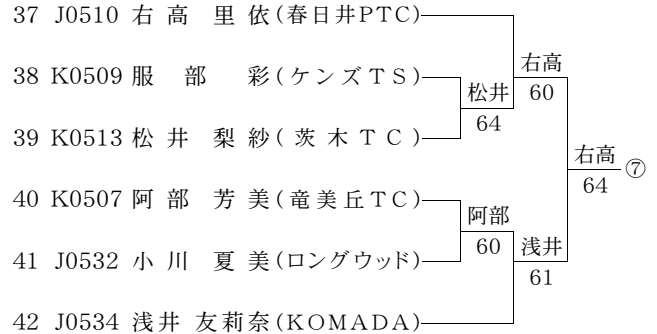 37 J0510 右高 里依(春日井PTC)
38 K0509 服部 彩(ケンズTS)
39 K0513 松井 梨紗(茨木TC)
40 K0507 阿部 芳美(竜美丘TC)
41 J0532 小川 夏美(ロングウッド)
42 J0534 浅井 友莉奈(KOMADA)
松井
64
阿部
60
右高
60
浅井
61
右高
64
⑦